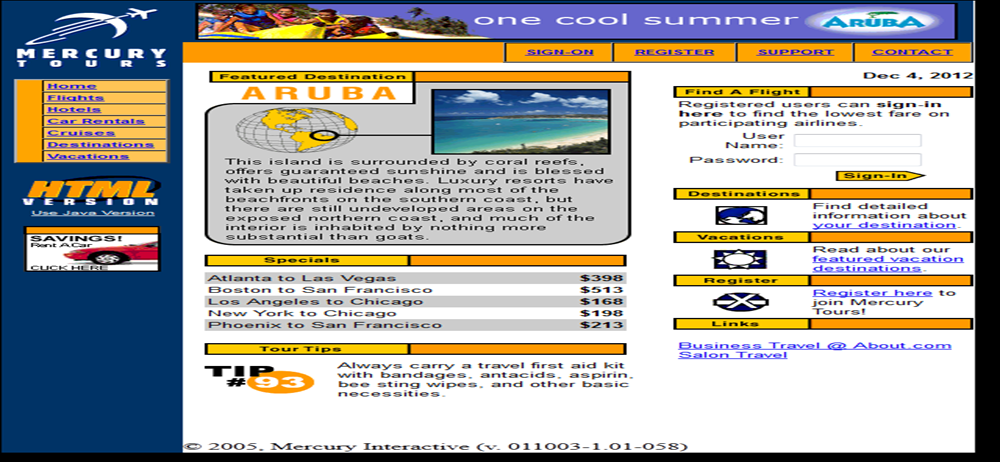 MERCURY
TOURS
one cool summer
ARUBA
SIGN-ON
REGISTER
SUPPORT
CONTACT
Home
Flights
Hotels
Car Rentals
Cruises
Destinations
Vacations
HTML
VERSION
Use Java Version
SAVINGS!
Rent A Car
CLICK HERE
Featured Destination
ARUBA
This island is surrounded by coral reefs,
offers guaranteed sunshine and is blessed
with beautiful beaches. Luxury resorts have
taken up residence along most of the
beachfronts on the southern coast, but
there are still undeveloped areas on the
exposed northern coast, and much of the
interior is inhabited by nothing more
substantial than goats.
Specials
Atlanta to Las Vegas $398
Boston to San Francisco $513
Los Angeles to Chicago $168
New York to Chicago $198
Phoenix to San Francisco $213
Tour Tips
TIP
#93
Always carry a travel first aid kit
with bandages, antacids, aspirin,
bee sting wipes, and other basic
necessities.
Dec 4, 2012
Find A Flight
Registered users can sign-in
here to find the lowest fare on
participating airlines.
User
Name:
Password:
Sign-In
Destinations
Find detailed
information about
your destination.
Vacations
Read about our
featured vacation
destinations.
Register
Register here to
join Mercury
Tours!
Links
Business Travel @ About.com
Salon Travel
© 2005, Mercury Interactive (v. 011003-1.01-058)